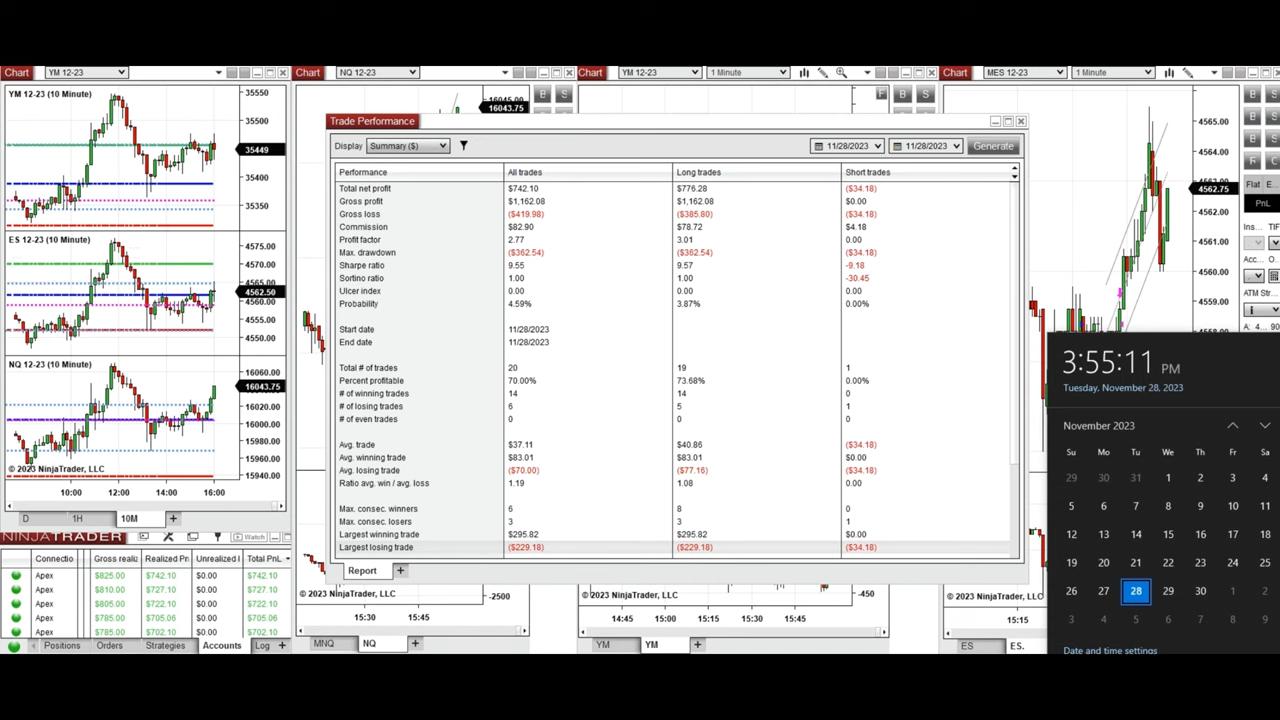 Chart YM 12-23
YM 12-23 (10 Minute)
35550
35500
35449
35400
35350
ES 12-23 (10 Minute)
4575.00
4570.00
4565.00
4562.50
4560.00
4555.00
4550.00
NQ 12-23 (10 Minute)
16060.00
16043.75
16020.00
16000.00
15980.00
15960.00
15940.00
© 2023 NinjaTrader, LLC
10:00 12:00 14:00 16:00
D 1H 10M +
NINJATRADER Watch
Connectio Gross realiz Realized Pr Unrealized Total PnL
Apex $825.00 $742.10 $0.00 $742.10
Apex $810.00 $727.10 $0.00 $727.10
Apex $805.00 $722.10 $0.00 $722.10
Apex $785.00 $705.06 $0.00 $705.06
Apex $785.00 $702.10 $0.00 $702.10
Positions Orders Strategies Accounts Log +
Chart NQ 12-23
B S
16043.75
Chart YM 12-23 1 Minute
F B S
Trade Performance
Display Summary ($) 11/28/2023 11/28/2023 Generate
Performance All trades Long trades Short trades
Total net profit $742.10 $776.28 ($34.18)
Gross profit $1,162.08 $1,162.08 $0.00
Gross loss ($419.98) ($385.80) ($34.18)
Commission $82.90 $78.72 $4.18
Profit factor 2.77 3.01 0.00
Max. drawdown ($362.54) ($362.54) ($34.18)
Sharpe ratio 9.55 9.57 -9.18
Sortino ratio 1.00 1.00 -30.45
Ulcer index 0.00 0.00 0.00
Probability 4.59% 3.87% 0.00%
Start date 11/28/2023
End date 11/28/2023
Total # of trades 20 19 1
Percent profitable 70.00% 73.68% 0.00%
# of winning trades 14 14 0
# of losing trades 6 5 1
# of even trades 0 0 0
Avg. trade $37.11 $40.86 ($34.18)
Avg. winning trade $83.01 $83.01 $0.00
Avg. losing trade ($70.00) ($77.16) ($34.18)
Ratio avg. win / avg. loss 1.19 1.08 0.00
Max. consec. winners 6 8 0
Max. consec. losers 3 3 1
Largest winning trade $295.82 $295.82 $0.00
Largest losing trade ($229.18) ($229.18) ($34.18)
Report +
© 2023 NinjaTrader, LLC -2500
15:30 15:45
MNQ NQ +
© 2023 NinjaTrader, LLC -450
14:45 15:00 15:15 15:30 15:45
YM YM +
Chart MES 12-23 1 Minute
B S
4565.00
4564.00
4562.75
4562.00
4561.00
4560.00
4559.00
Flat E...
PnL
Ins... TIF
Acc... O...
ATM Str...
A: 4... 90
3:55:11 PM
Tuesday, November 28, 2023
November 2023
Su Mo Tu We Th Fr Sa
29 30 31 1 2 3 4
5 6 7 8 9 10 11
12 13 14 15 16 17 18
19 20 21 22 23 24 25
26 27 28 29 30 1 2
3 4 5 6 7 8 9
Date and time settings
© 2023 NinjaTrader, LLC
15:15
ES ES.